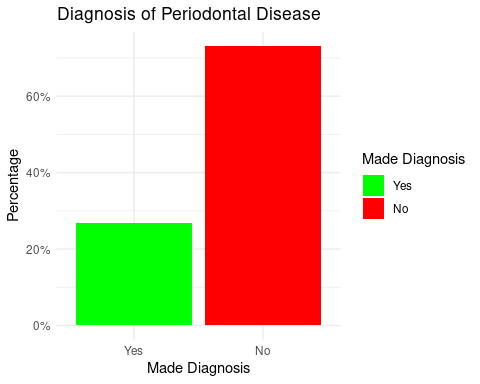 Diagnosis of Periodontal Disease
Percentage
60%
40%
20%
0%
Yes
No
Made Diagnosis
Made Diagnosis
Yes
No